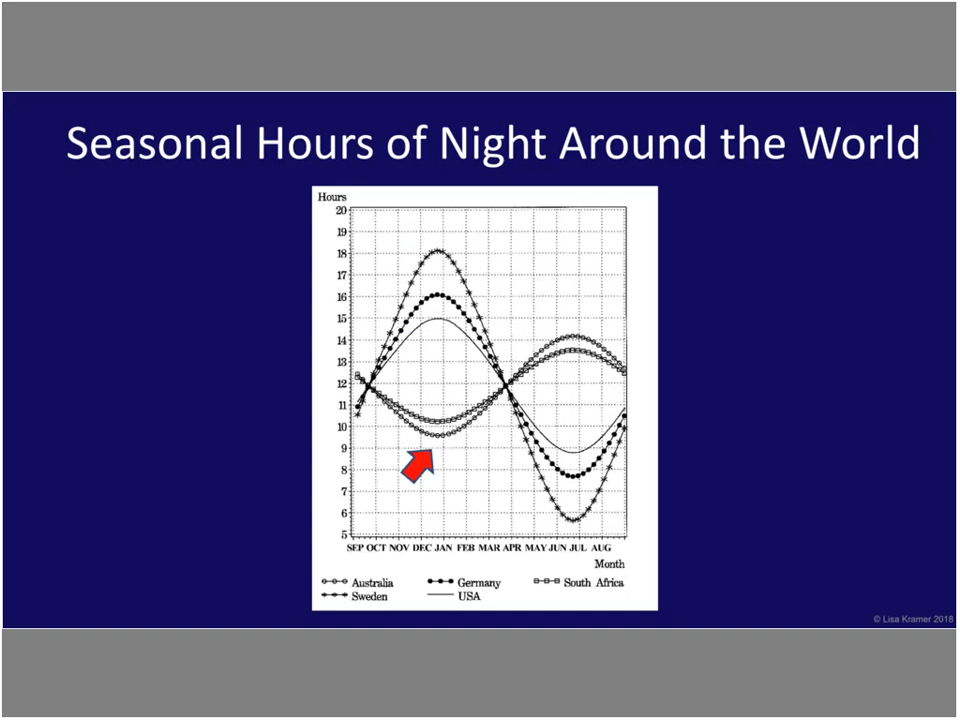 Seasonal Hours of Night Around the World
Hours
20
19
18
17
16
15
14
13
12
11
10
9
8
7
6
5
SEP OCT NOV DEC JAN FEB MAR APR MAY JUN JUL AUG
Month
Australia Germany South Africa
Sweden USA
© Lisa Kramer 2018